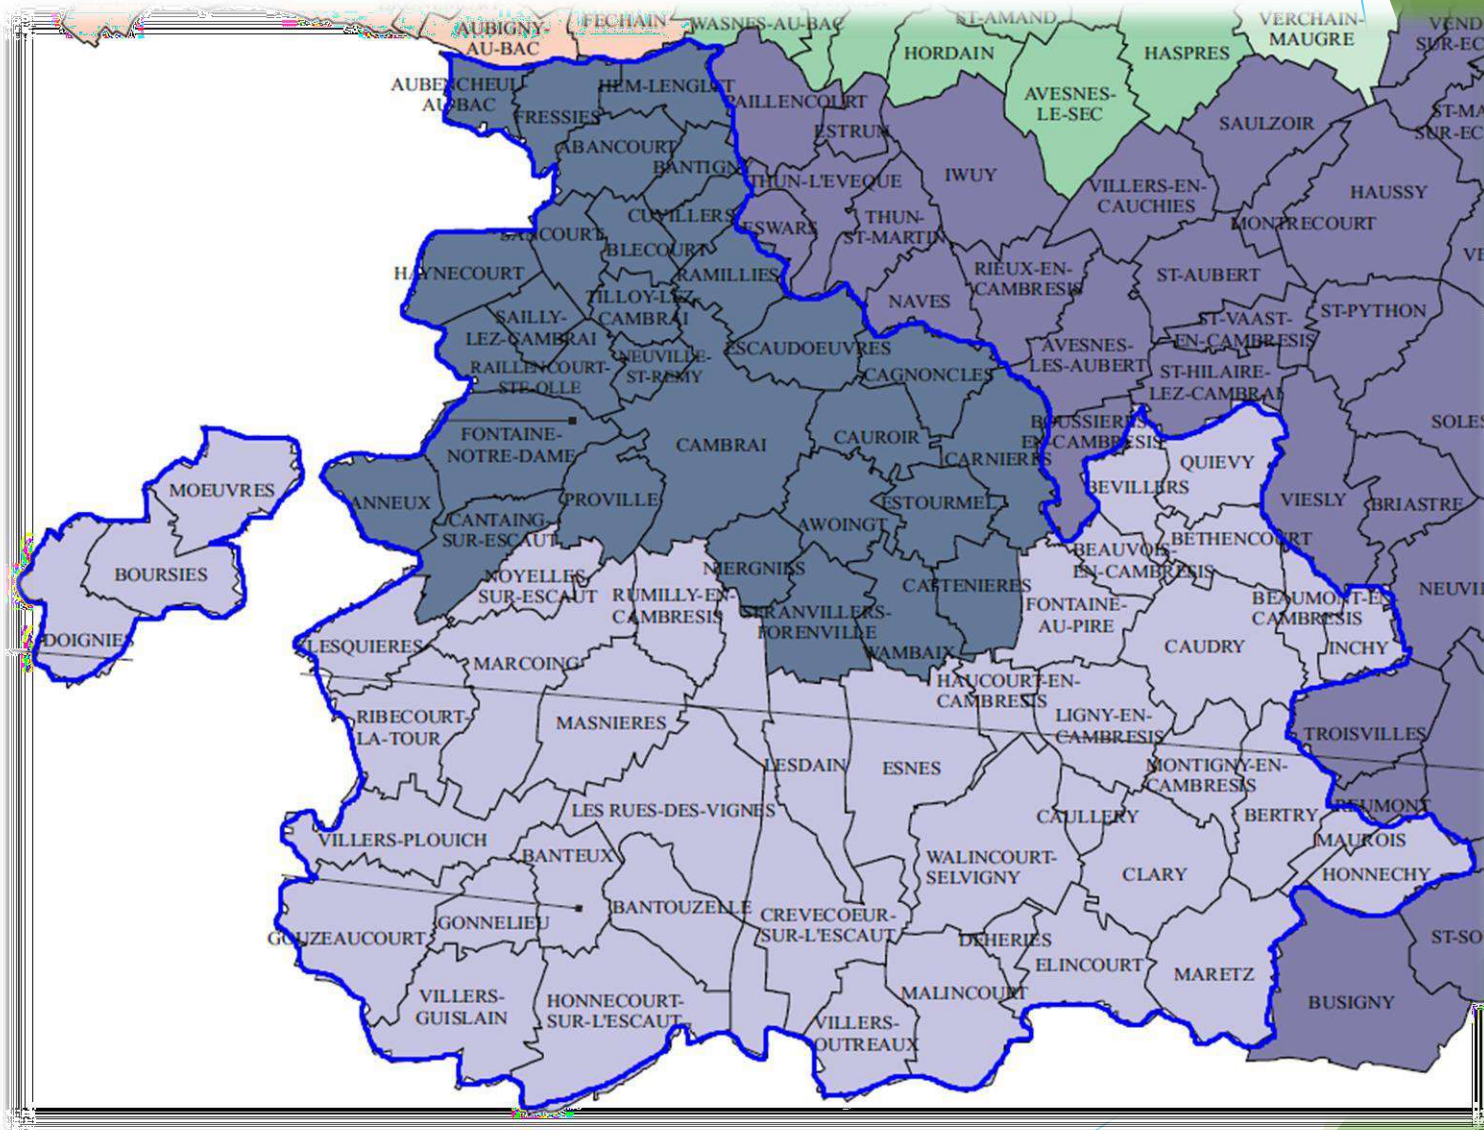 AUBIGNY-
AU-BAC
FECHAIN
WASNES-AU-BAC
ST-AMAND
HORDAIN
HASPRES
VERCHAIN-
MAUGRE
AVESNES-
LE-SEC
AUBENCHEUL-
AU-BAC
FRESSIES
HEM-LENGLET
PAILLENCOURT
ESTRUN
SAULZOIR
ABANCOURT
BANTIGNY
THUN-L'EVEQUE
IWUY
VILLERS-EN-
CAUCHIES
HAUSSY
CUVILLERS
ESWARS
THUN-
ST-MARTIN
MONTRECOURT
SANCOURT
BLECOURT
HAYNECOURT
RAMILLIES
RIEUX-EN-
CAMBRESIS
ST-AUBERT
TILLOY-LEZ-
CAMBRAI
NAVES
ST-PYTHON
SAILLY-
LEZ-CAMBRAI
ST-VAAST-
EN-CAMBRESIS
ESCAUDOEUVRES
AVESNES-
LES-AUBERT
NEUVILLE-
ST-REMY
RAILLENCOURT-
STE-OLLE
CAGNONCLES
ST-HILAIRE-
LEZ-CAMBRAI
FONTAINE-
NOTRE-DAME
CAMBRAI
CAUROIR
BOUSSIERES-
EN-CAMBRESIS
CARNIERES
QUIEVY
MOEUVRES
ANNEUX
PROVILLE
ESTOURMEL
BEVILLERS
VIESLY
BRIASTRE
CANTAING-
SUR-ESCAUT
AWOINGT
BETHENCOURT
BEAUVOIS-
EN-CAMBRESIS
BOURSIES
NOYELLES-
SUR-ESCAUT
RUMILLY-EN-
CAMBRESIS
NIERGNIES
CATTENIERES
FONTAINE-
AU-PIRE
BEAUMONT-EN-
CAMBRESIS
SERANVILLERS-
FORENVILLE
DOIGNIES
FLESQUIERES
MARCOING
WAMBAIX
CAUDRY
INCHY
HAUCOURT-EN-
CAMBRESIS
RIBECOURT-
LA-TOUR
MASNIERES
LIGNY-EN-
CAMBRESIS
TROISVILLES
LESDAIN
ESNES
MONTIGNY-EN-
CAMBRESIS
REUMONT
LES RUES-DES-VIGNES
CAULLERY
BERTRY
VILLERS-PLOUICH
MAUROIS
BANTEUX
WALINCOURT-
SELVIGNY
CLARY
HONNECHY
GONNELIEU
BANTOUZELLE
CREVECOEUR-
SUR-L'ESCAUT
GOUZEAUCOURT
DEHERIES
ELINCOURT
MARETZ
VILLERS-
GUISLAIN
HONNECOURT-
SUR-L'ESCAUT
MALINCOURT
BUSIGNY
VILLERS-
OUTREAUX